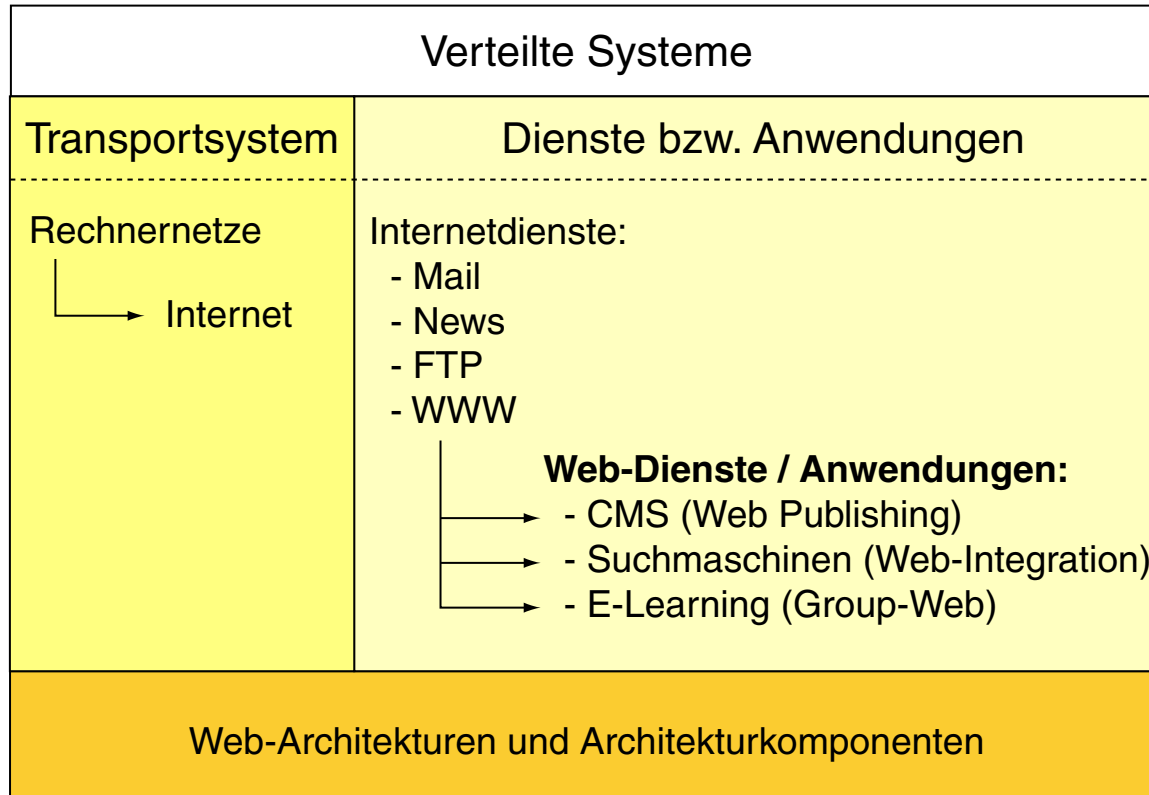 Verteilte Systeme
Transportsystem
Dienste bzw. Anwendungen
Rechnernetze
Internet
Internetdienste:
- Mail
- News
- FTP
- WWW
Web-Dienste / Anwendungen:
- CMS (Web Publishing)
- Suchmaschinen (Web-Integration)
- E-Learning (Group-Web)
Web-Architekturen und Architekturkomponenten